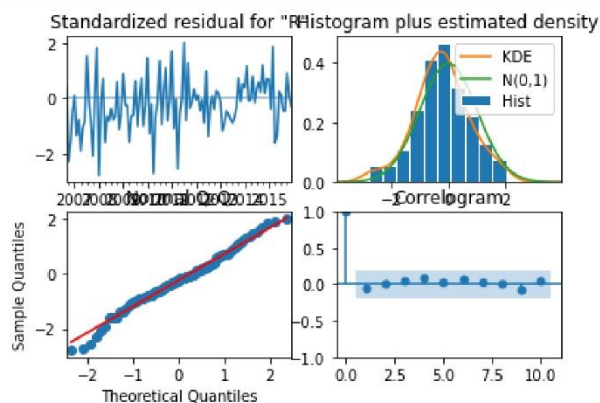 Standardized residual for "R"
Histogram plus estimated density
2
0
−2
2014 2015
0.4
0.2
0.0
−2 0 2
KDE
N(0,1)
Hist
Normal Q-Q
Sample Quantiles
2
0
−2
−2 −1 0 1 2
Theoretical Quantiles
Correlogram
1.0
0.5
0.0
−0.5
−1.0
0.0 2.5 5.0 7.5 10.0